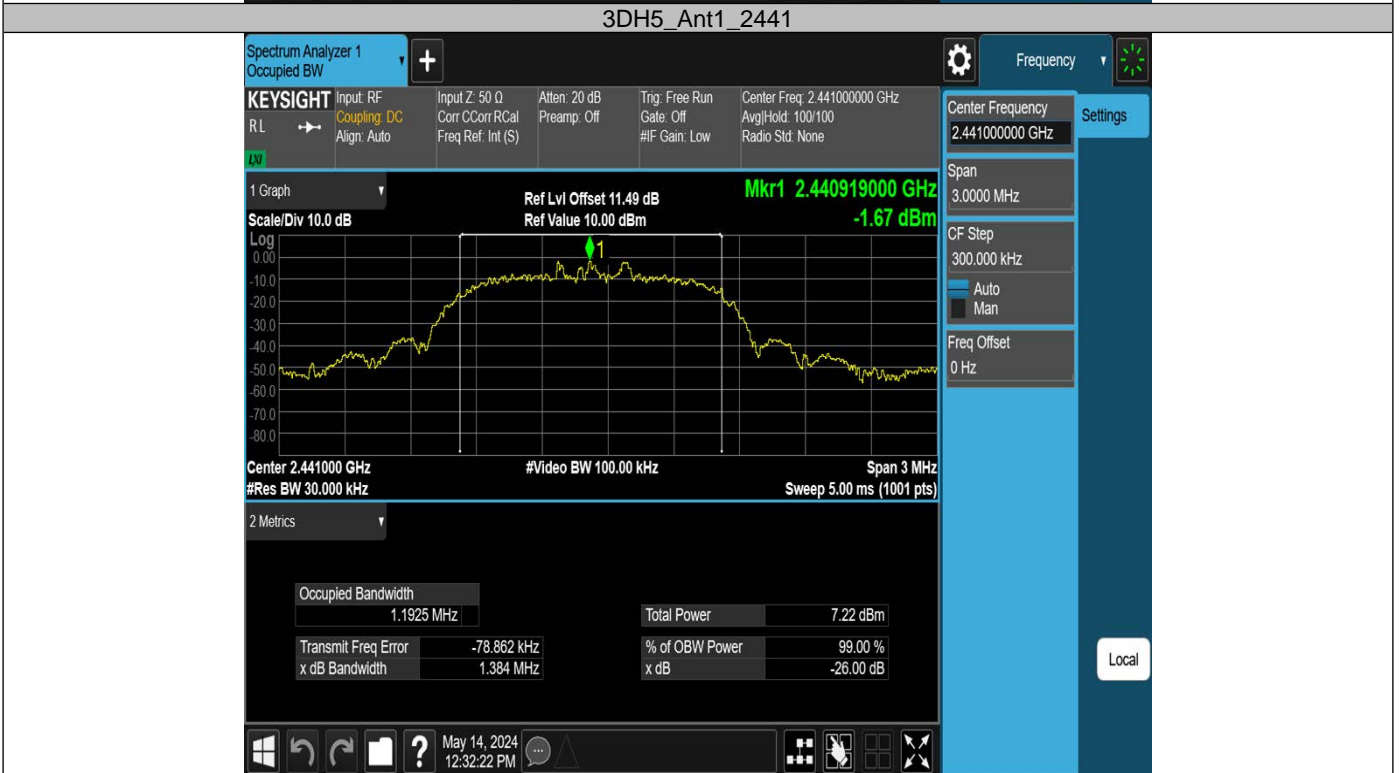 3DH5_Ant1_2441
Spectrum Analyzer 1
Occupied BW
+
Frequency
KEYSIGHT
R L
LXI
Input: RF
Coupling: DC
Align: Auto
Input Z: 50 Ω
Corr CCorr RCal
Freq Ref: Int (S)
Atten: 20 dB
Preamp: Off
Trig: Free Run
Gate: Off
#IF Gain: Low
Center Freq: 2.441000000 GHz
Avg|Hold: 100/100
Radio Std: None
Center Frequency
2.441000000 GHz
Settings
Span
3.0000 MHz
CF Step
300.000 kHz
Auto
Man
Freq Offset
0 Hz
Local
1 Graph
Ref Lvl Offset 11.49 dB
Mkr1 2.440919000 GHz
Scale/Div 10.0 dB
Ref Value 10.00 dBm
-1.67 dBm
Log
1
0.00
-10.0
-20.0
-30.0
-40.0
-50.0
-60.0
-70.0
-80.0
Center 2.441000 GHz
#Video BW 100.00 kHz
Span 3 MHz
#Res BW 30.000 kHz
Sweep 5.00 ms (1001 pts)
2 Metrics
Occupied Bandwidth
1.1925 MHz
Total Power 7.22 dBm
Transmit Freq Error -78.862 kHz
% of OBW Power 99.00 %
x dB Bandwidth 1.384 MHz
x dB -26.00 dB
?
May 14, 2024
12:32:22 PM